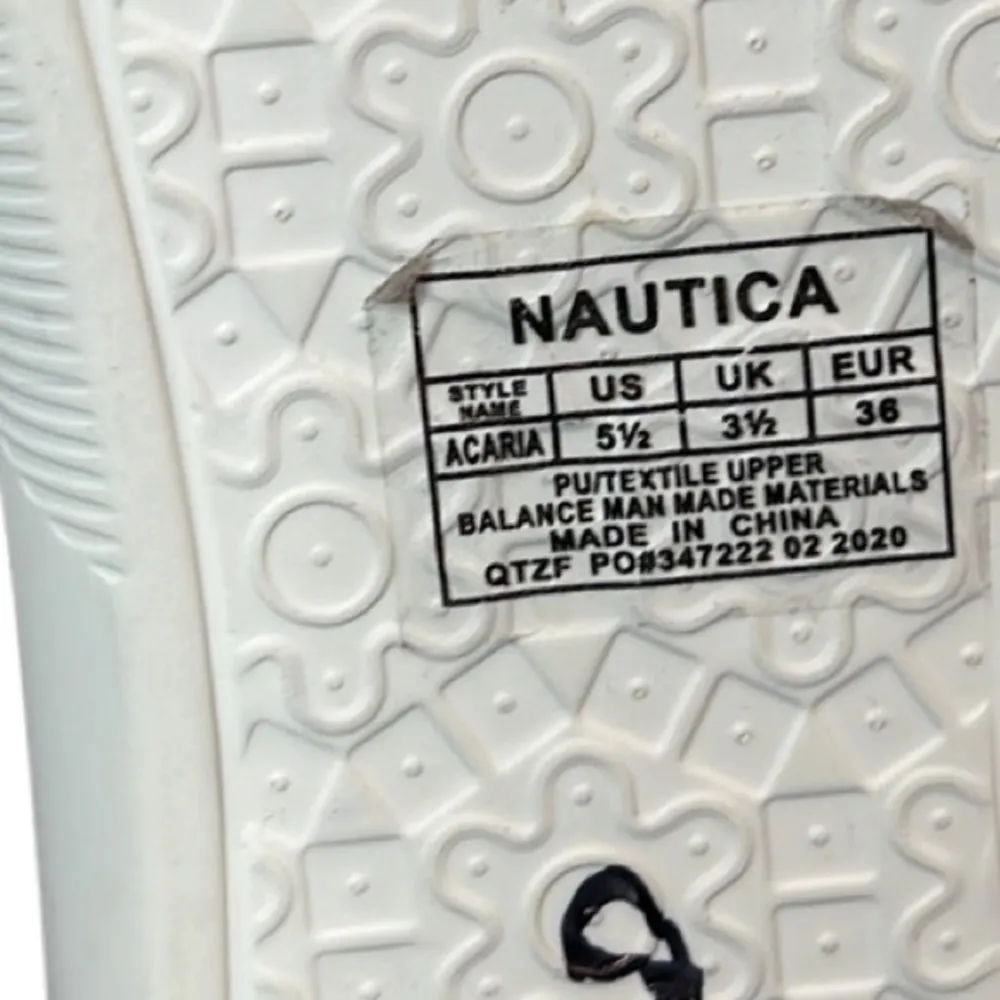 NAUTICA
STYLE NAME US UK EUR
ACARIA 5½ 3½ 36
PU/TEXTILE UPPER
BALANCE MAN MADE MATERIALS
MADE IN CHINA
QTZF PO#347222 02 2020